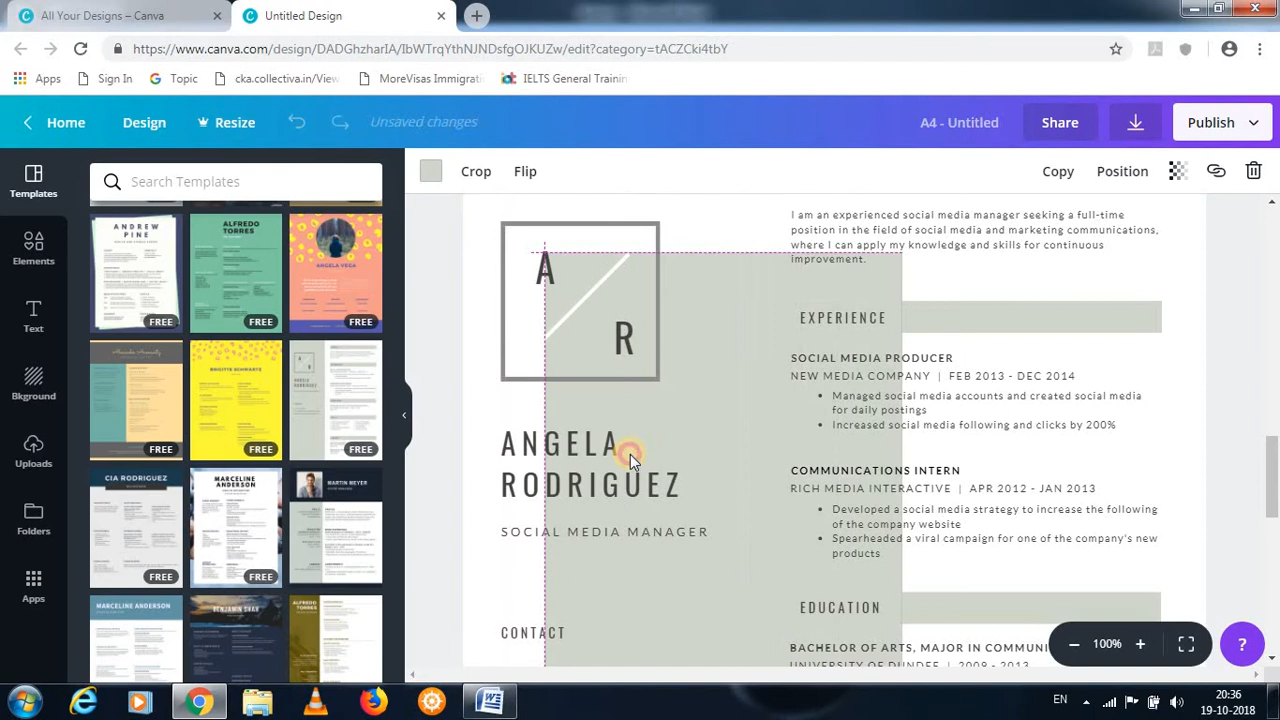 All Your Designs – Canva
Untitled Design
https://www.canva.com/design/DADGhzharIA/IbWTrqYthNJNDsfgOJKUZw/edit?category=tACZCki4tbY
Apps
Sign In
Topic
cka.collectiva.in/View
MoreVisas Immigrati
IELTS General Trainin
Home
Design
Resize
Unsaved changes
A4 - Untitled
Share
Publish
Templates
Elements
Text
Bkground
Uploads
Folders
Apps
Search Templates
ANDREW
PINE
FREE
ALFREDO
TORRES
FREE
ANGELA VEGA
FREE
FREE
BRIGITTE SCHWARTZ
FREE
ANGELA
RODRIGUEZ
FREE
CIA RODRIGUEZ
FREE
MARCELINE
ANDERSON
FREE
MARTIN MEYER
MARCELINE ANDERSON
BENJAMIN SHAH
ALFREDO
TORRES
Crop
Flip
Copy
Position
A
R
ANGELA
RODRIGUEZ
SOCIAL MEDIA MANAGER
CONTACT
I am an experienced social media manager seeking a
position in the field of social media and marketing communications,
where I can apply my knowledge and skills for continuous
improvement.
EXPERIENCE
SOCIAL MEDIA PRODUCER
NEW MEDIA COMPANY FEB 2013 - DEC
Managed social media accounts and created social media
for daily postings
Increased social media following and clicks by 200%
COMMUNICATIONS INTERN
RICH MEDIA INTERNATIONAL APR 201
Developed a social media strategy to increase the following
of the company website
Spearheaded a viral campaign for one of the company's new
products
EDUCATION
BACHELOR OF ARTS, MAJOR IN COMMUN
100%
+
?
EN
20:36
19-10-2018